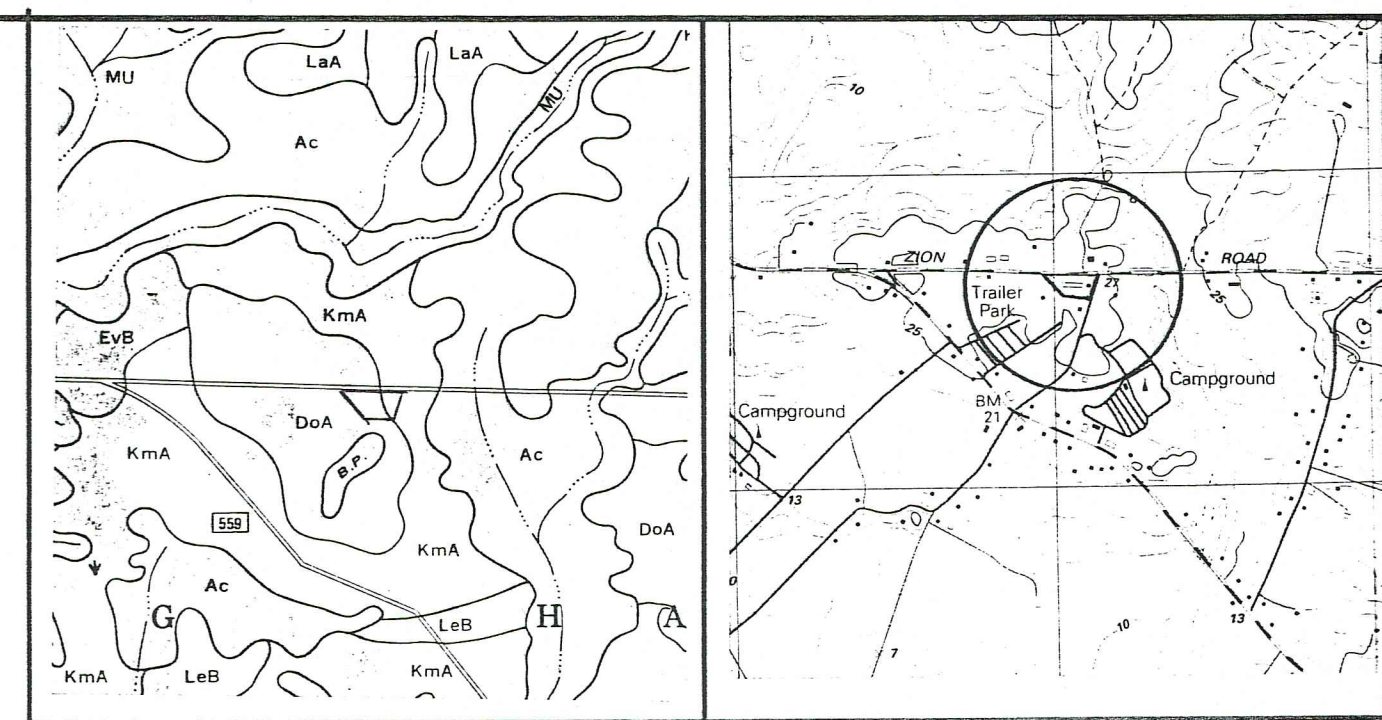 MU
LaA
LaA
MU
Ac
EvB
KmA
DoA
B.P.
KmA
Ac
559
DoA
KmA
Ac
G
H
A
LeB
KmA
LeB
KmA
10
ZION
ROAD
27
Trailer
Park
25
25
Campground
BM
21
Campground
13
0
10
13
7